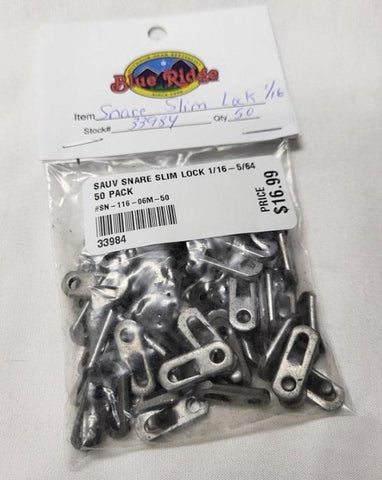 Blue Ridge
Item Snare Slim Lock 1/16
Stock# 33984 Qty 50
SAUV SNARE SLIM LOCK 1/16-5/64
50 PACK
#SN-116-06M-50
33984
PRICE
$16.99